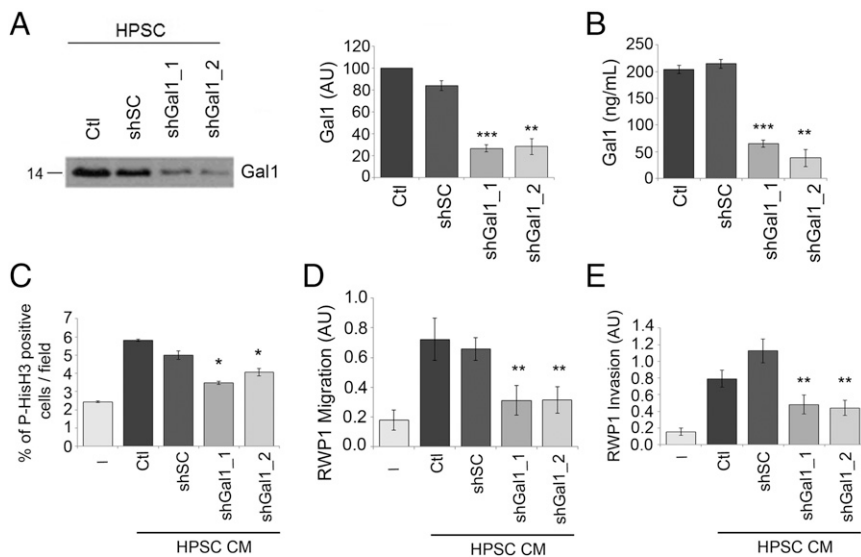 A
HPSC
Ctl
shSC
shGal1_1
shGal1_2
14
Gal1
Gal1 (AU)
120
100
80
60
40
20
0
***
**
Ctl
shSC
shGal1_1
shGal1_2
B
Gal1 (ng/mL)
250
200
150
100
50
0
***
**
Ctl
shSC
shGal1_1
shGal1_2
C
% of P-HisH3 positive
cells / field
7
6
5
4
3
2
1
0
*
*
–
Ctl
shSC
shGal1_1
shGal1_2
HPSC CM
D
RWP1 Migration (AU)
1.0
0.8
0.6
0.4
0.2
0.0
**
**
–
Ctl
shSC
shGal1_1
shGal1_2
HPSC CM
E
RWP1 Invasion (AU)
1.4
1.2
1.0
0.8
0.6
0.4
0.2
0.0
**
**
–
Ctl
shSC
shGal1_1
shGal1_2
HPSC CM